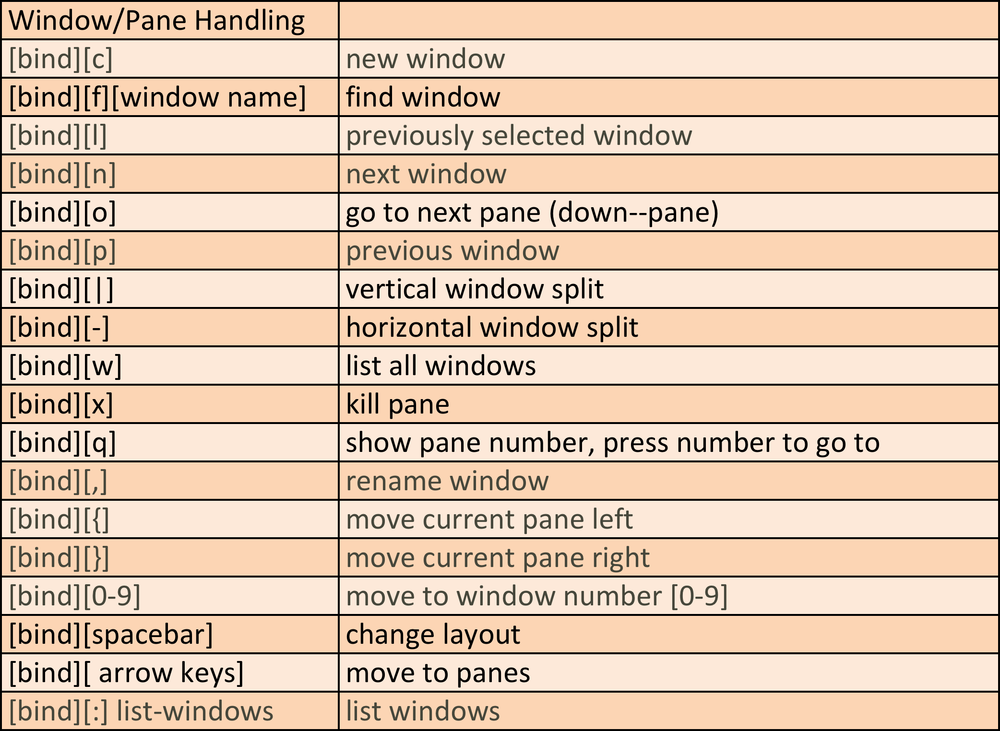 Window/Pane Handling
[bind][c] new window
[bind][f][window name] find window
[bind][l] previously selected window
[bind][n] next window
[bind][o] go to next pane (down--pane)
[bind][p] previous window
[bind][|] vertical window split
[bind][-] horizontal window split
[bind][w] list all windows
[bind][x] kill pane
[bind][q] show pane number, press number to go to
[bind][,] rename window
[bind][{] move current pane left
[bind][}] move current pane right
[bind][0-9] move to window number [0-9]
[bind][spacebar] change layout
[bind][ arrow keys] move to panes
[bind][:] list-windows list windows